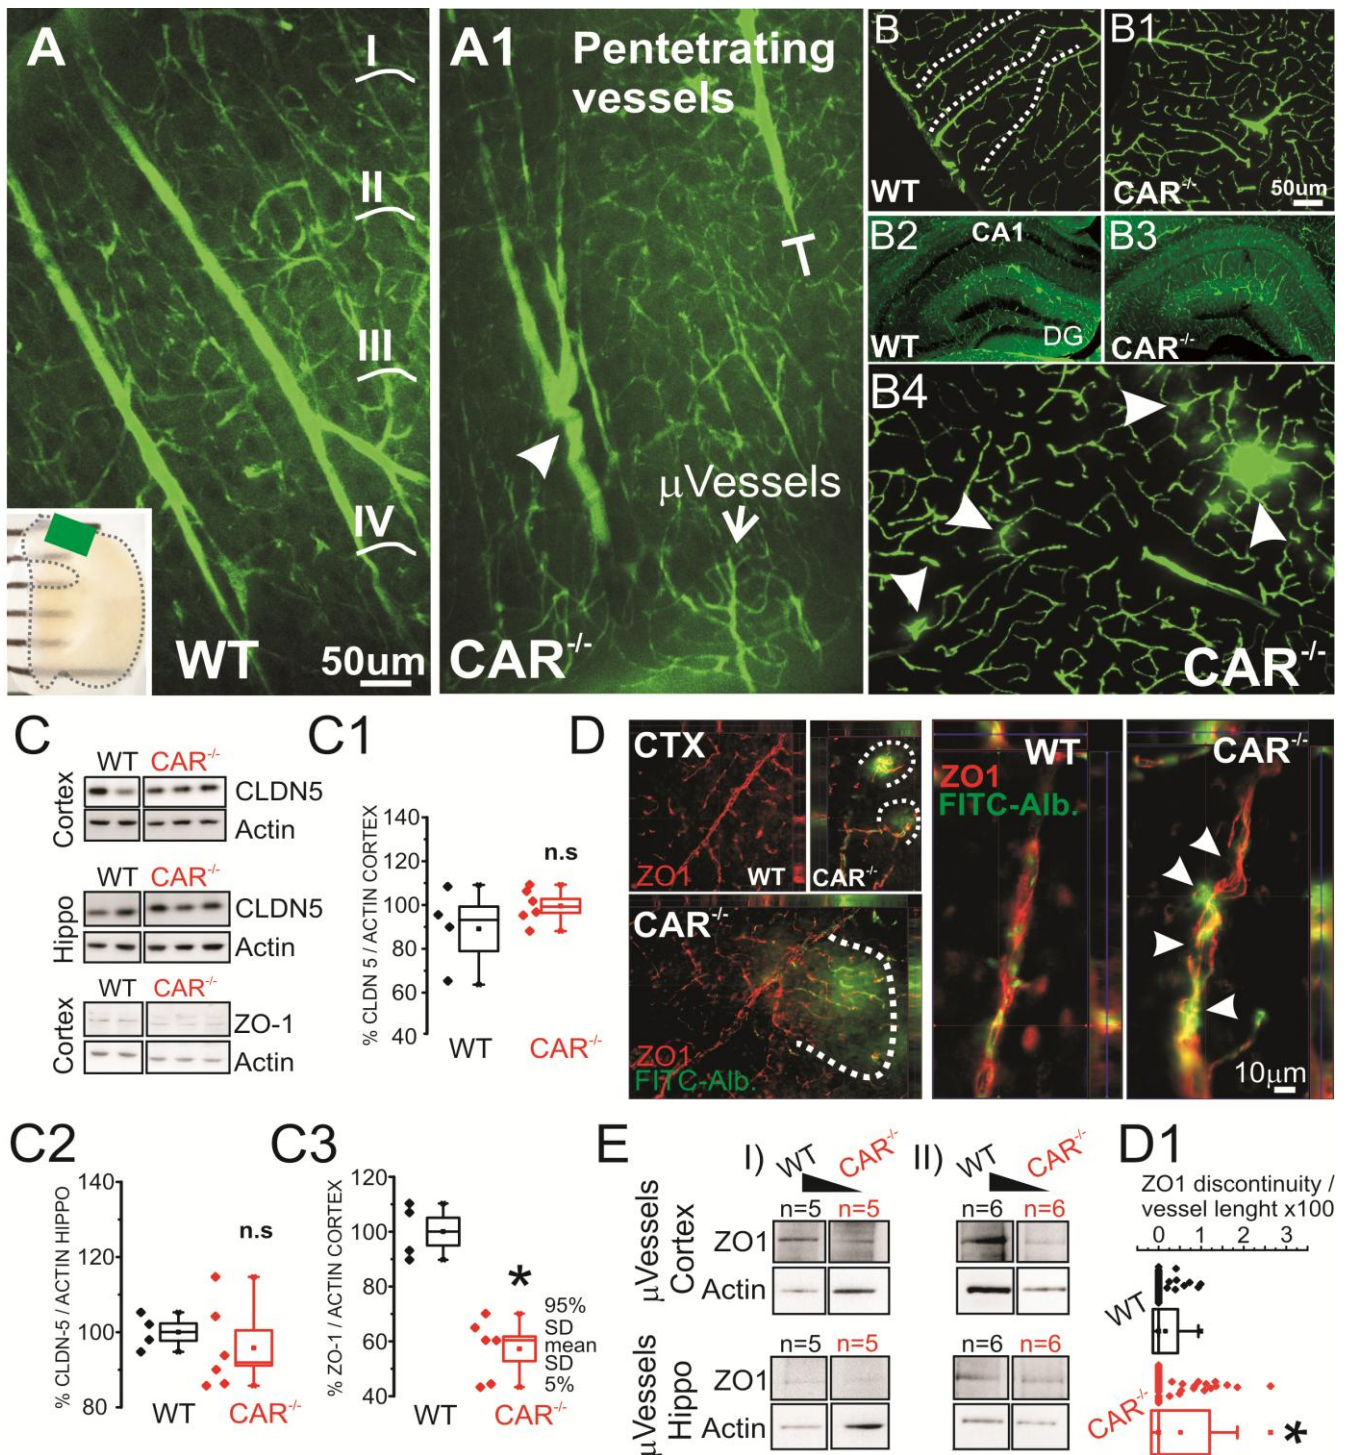 A
I
II
III
IV
WT
50um
A1
Pentetrating
vessels
µVessels
CAR-/-
B
WT
B1
CAR-/-
50um
B2
CA1
DG
WT
B3
CAR-/-
B4
CAR-/-
C
WT CAR-/-
Cortex
CLDN5
Actin
WT CAR-/-
Hippo
CLDN5
Actin
WT CAR-/-
Cortex
ZO-1
Actin
C1
% CLDN 5 / ACTIN CORTEX
140
120
100
80
60
40
n.s
WT
CAR-/-
D
CTX
ZO1
WT
CAR-/-
CAR-/-
ZO1
FITC-Alb.
WT
ZO1
FITC-Alb.
CAR-/-
10µm
C2
% CLDN-5 / ACTIN HIPPO
140
120
100
80
n.s
WT
CAR-/-
C3
% ZO-1 / ACTIN CORTEX
120
100
80
60
40
*
95%
SD
mean
SD
5%
WT
CAR-/-
E
I) WT CAR-/-
II) WT CAR-/-
µVessels
Cortex
n=5 n=5
n=6 n=6
ZO1
Actin
µVessels
Hippo
n=5 n=5
n=6 n=6
ZO1
Actin
D1
ZO1 discontinuity /
vessel lenght x100
0 1 2 3
WT
CAR-/-
*